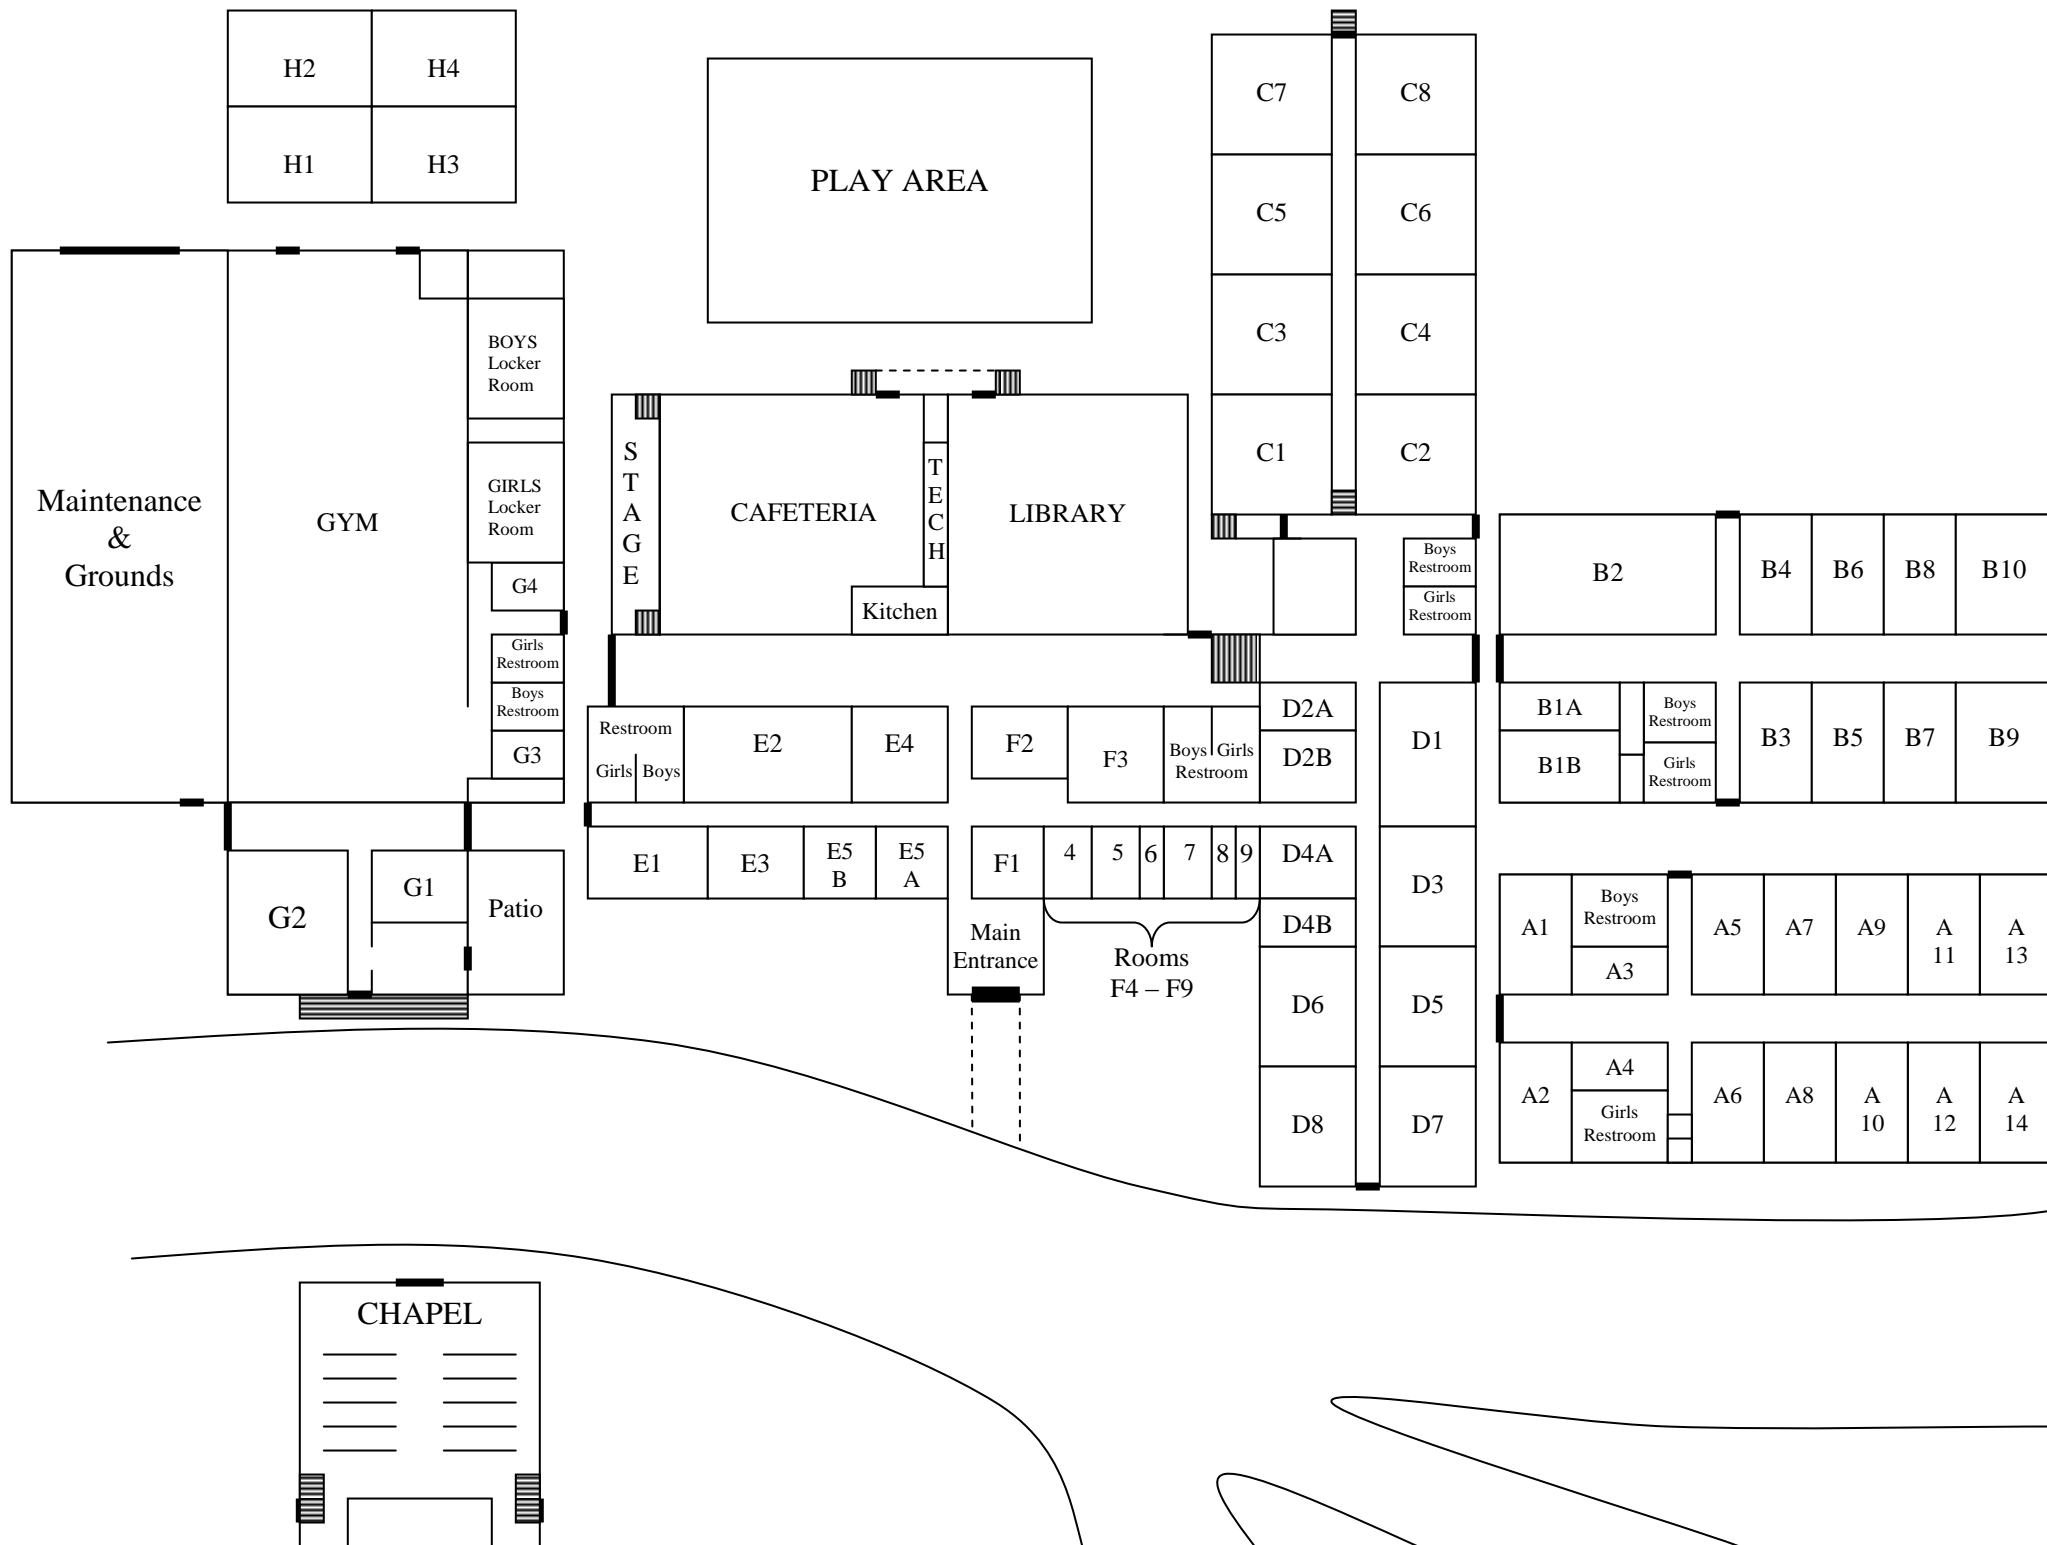 H2
H4
H1
H3
PLAY AREA
C7
C8
C5
C6
C3
C4
C1
C2
Maintenance
&
Grounds
GYM
BOYS
Locker
Room
GIRLS
Locker
Room
G4
Girls
Restroom
Boys
Restroom
G3
G2
G1
Patio
S
T
A
G
E
CAFETERIA
T
E
C
H
Kitchen
LIBRARY
Boys
Restroom
Girls
Restroom
Restroom
Girls
Boys
E2
E4
F2
F3
Boys
Girls
Restroom
D2A
D2B
D1
E1
E3
E5
B
E5
A
F1
4
5
6
7
8
9
D4A
D4B
D3
Main
Entrance
Rooms
F4 – F9
D6
D5
D8
D7
B2
B4
B6
B8
B10
B1A
B1B
Boys
Restroom
Girls
Restroom
B3
B5
B7
B9
A1
Boys
Restroom
A3
A5
A7
A9
A
11
A
13
A2
A4
Girls
Restroom
A6
A8
A
10
A
12
A
14
CHAPEL